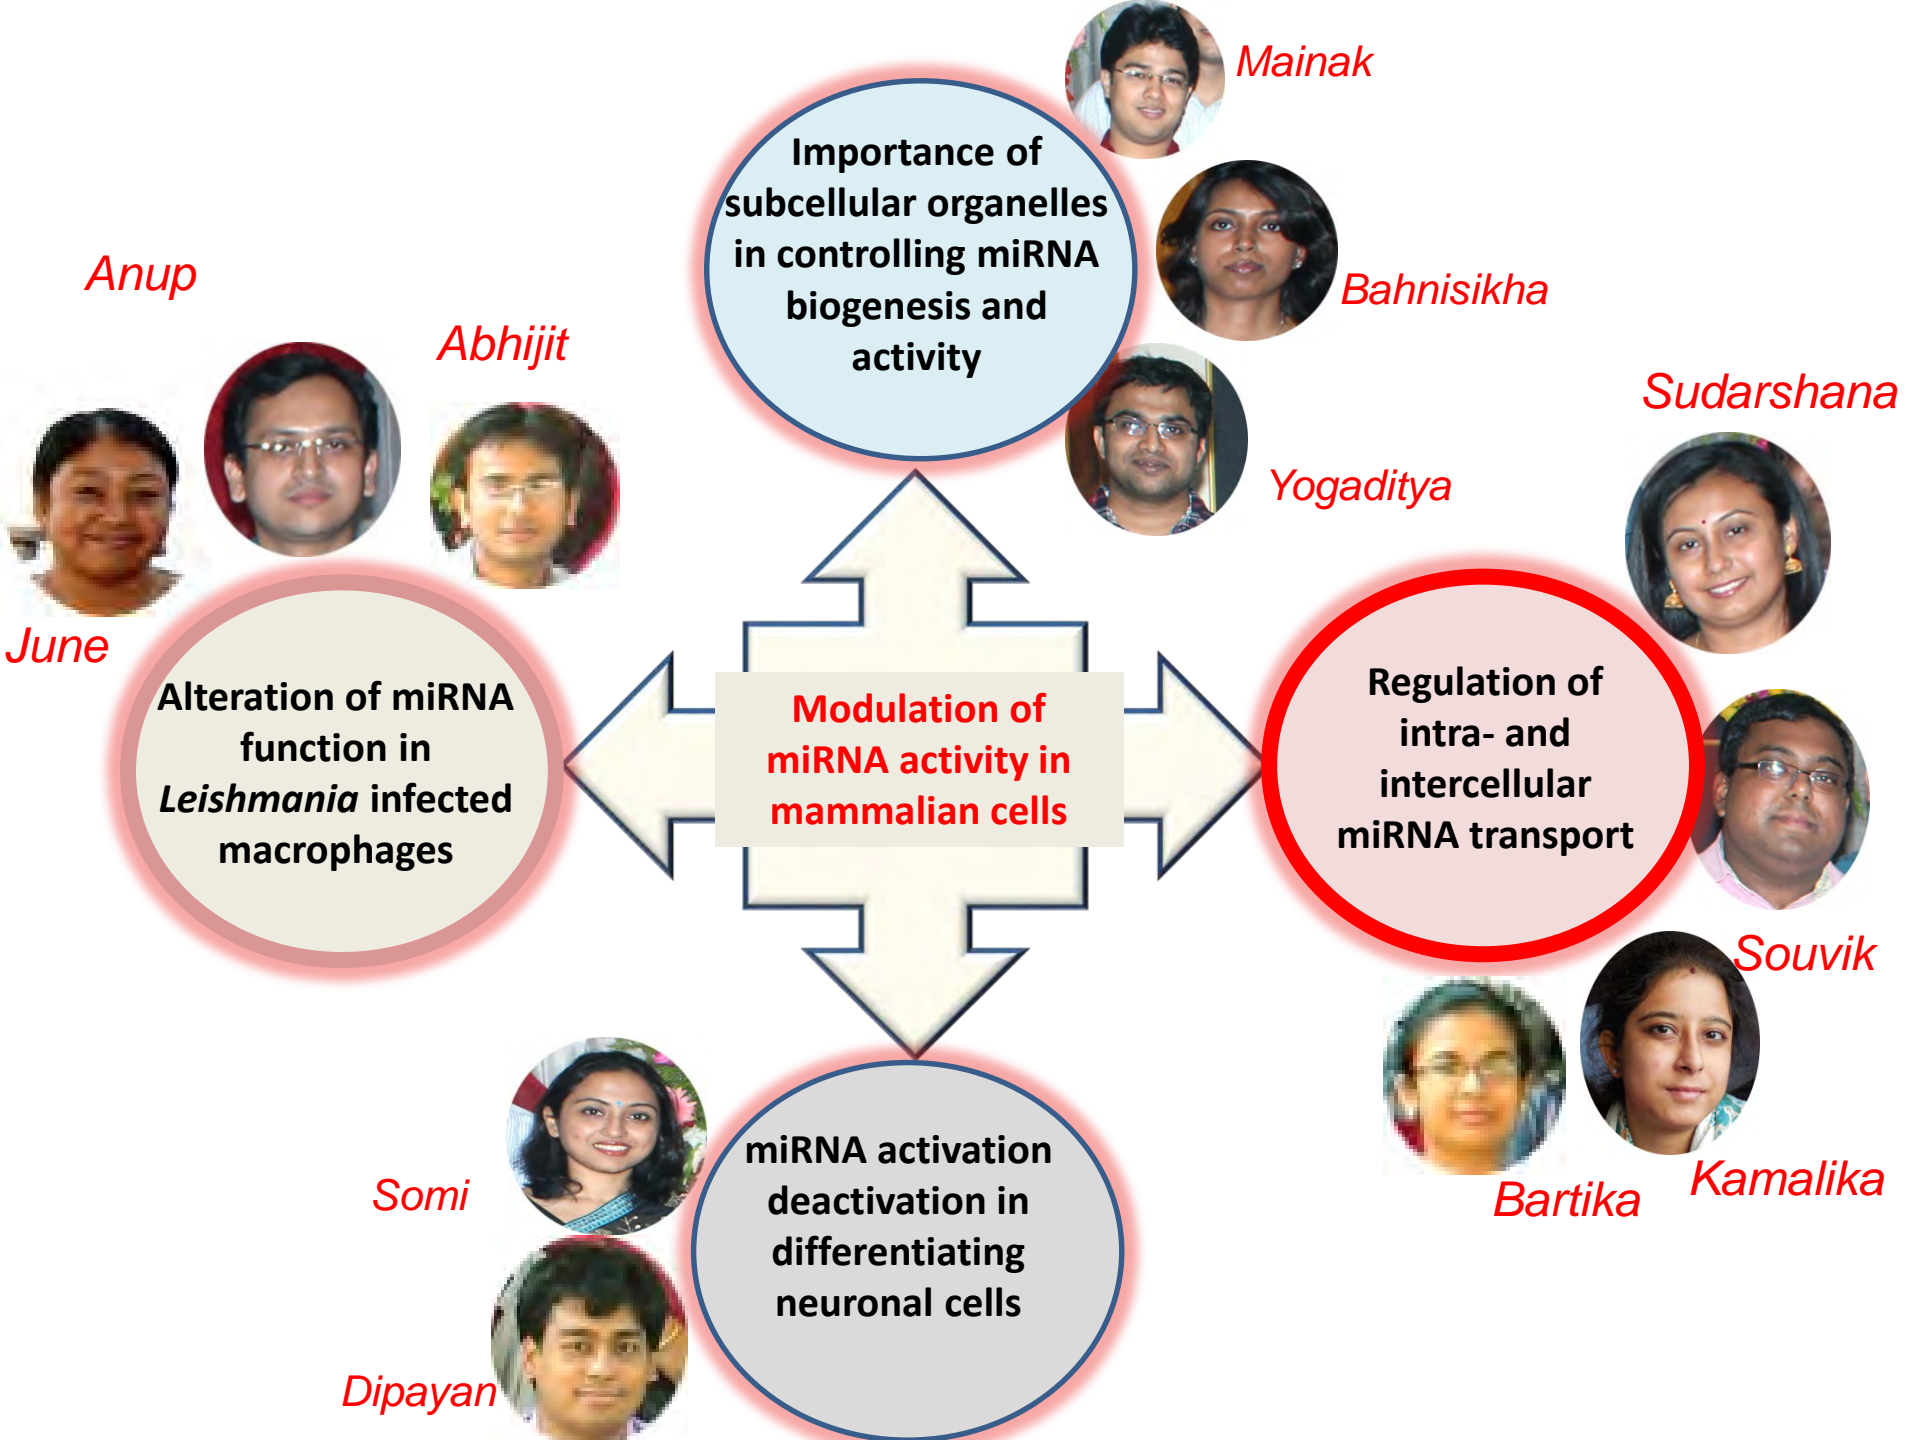 Mainak
Importance of
subcellular organelles
in controlling miRNA
biogenesis and
activity
Bahnisikha
Yogaditya
Anup
Abhijit
June
Alteration of miRNA
function in
Leishmania infected
macrophages
Modulation of
miRNA activity in
mammalian cells
Sudarshana
Regulation of
intra- and
intercellular
miRNA transport
Souvik
Kamalika
Bartika
Somi
miRNA activation
deactivation in
differentiating
neuronal cells
Dipayan